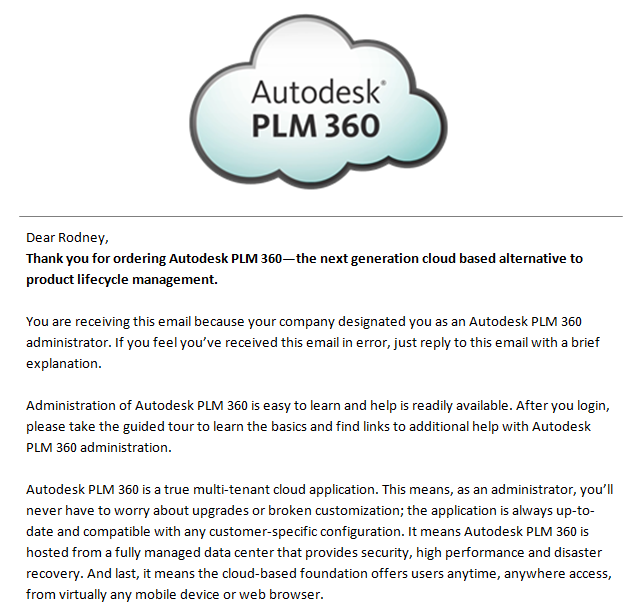 Autodesk®
PLM 360
Dear Rodney,
Thank you for ordering Autodesk PLM 360—the next generation cloud based alternative to
product lifecycle management.
You are receiving this email because your company designated you as an Autodesk PLM 360
administrator. If you feel you’ve received this email in error, just reply to this email with a brief
explanation.
Administration of Autodesk PLM 360 is easy to learn and help is readily available. After you login,
please take the guided tour to learn the basics and find links to additional help with Autodesk
PLM 360 administration.
Autodesk PLM 360 is a true multi-tenant cloud application. This means, as an administrator, you’ll
never have to worry about upgrades or broken customization; the application is always up-to-
date and compatible with any customer-specific configuration. It means Autodesk PLM 360 is
hosted from a fully managed data center that provides security, high performance and disaster
recovery. And last, it means the cloud-based foundation offers users anytime, anywhere access,
from virtually any mobile device or web browser.